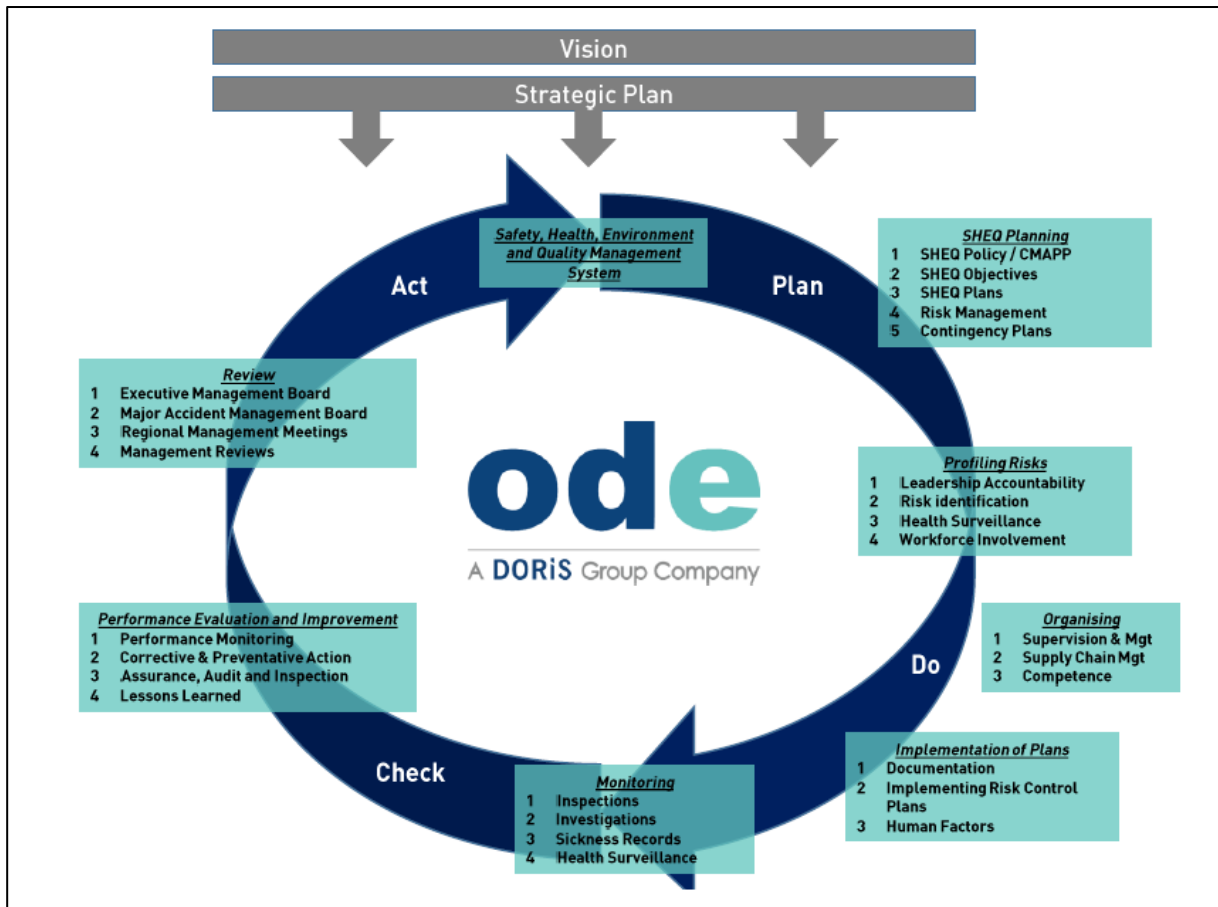 Vision
Strategic Plan
Safety, Health, Environment
and Quality Management
System
Act
Plan
SHEQ Planning
1 SHEQ Policy / CMAPP
2 SHEQ Objectives
3 SHEQ Plans
4 Risk Management
5 Contingency Plans
Review
1 Executive Management Board
2 Major Accident Management Board
3 Regional Management Meetings
4 Management Reviews
ode
A DORiS Group Company
Profiling Risks
1 Leadership Accountability
2 Risk identification
3 Health Surveillance
4 Workforce Involvement
Performance Evaluation and Improvement
1 Performance Monitoring
2 Corrective & Preventative Action
3 Assurance, Audit and Inspection
4 Lessons Learned
Organising
1 Supervision & Mgt
2 Supply Chain Mgt
3 Competence
Do
Implementation of Plans
1 Documentation
2 Implementing Risk Control
Plans
3 Human Factors
Check
Monitoring
1 Inspections
2 Investigations
3 Sickness Records
4 Health Surveillance